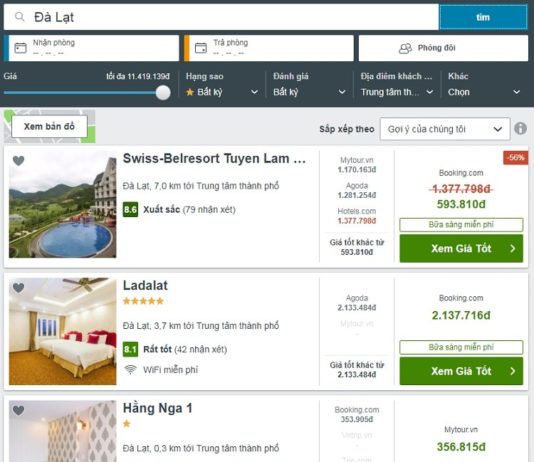 Đà Lạt
tìm
Nhận phòng
-- . -- . --
Trả phòng
-- . -- . --
Phòng đôi
Giá
tối đa 11.419.139đ
Hạng sao
Bất kỳ
Đánh giá
Bất kỳ
Địa điểm khách ...
Trung tâm th...
Khác
Chọn
Xem bản đồ
Sắp xếp theo
Gợi ý của chúng tôi
Swiss-Belresort Tuyen Lam ...
Đà Lạt, 7,0 km tới Trung tâm thành phố
8.6 Xuất sắc (79 nhận xét)
Mytour.vn
1.170.163đ
Agoda
1.281.254đ
Hotels.com
1.377.798đ
Giá tốt khác từ
593.810đ
-56%
Booking.com
1.377.798đ
593.810đ
Bữa sáng miễn phí
Xem Giá Tốt
Ladalat
Đà Lạt, 3,7 km tới Trung tâm thành phố
8.1 Rất tốt (42 nhận xét)
WiFi miễn phí
Agoda
2.133.484đ
Mytour.vn
-
Giá tốt khác từ
2.133.484đ
Booking.com
2.137.716đ
Bữa sáng miễn phí
Xem Giá Tốt
Hằng Nga 1
Đà Lạt, 0,3 km tới Trung tâm thành phố
Booking.com
353.905đ
Vntrip.vn
-
Mytour.vn
356.815đ